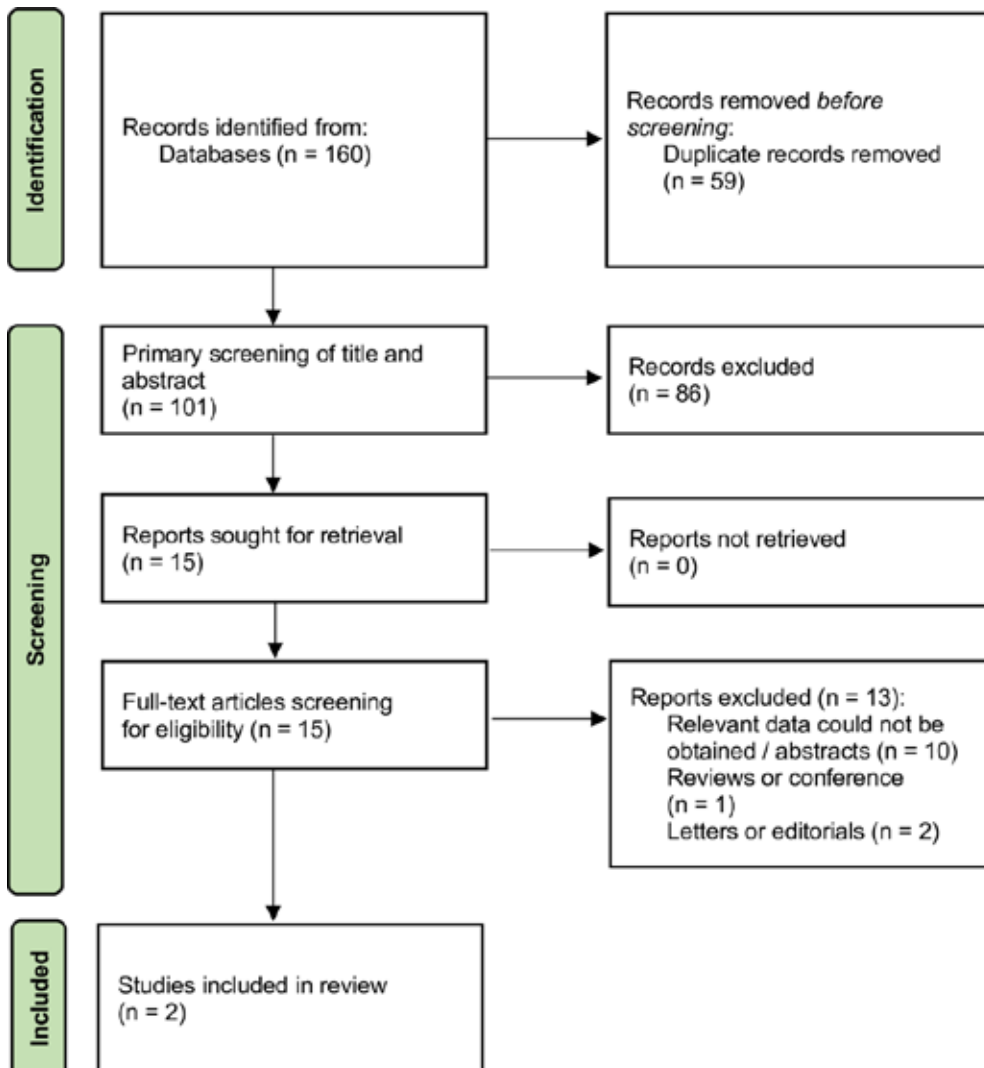 Identification
Records identified from:
Databases (n = 160)
Records removed before
screening:
Duplicate records removed
(n = 59)
Screening
Primary screening of title and
abstract
(n = 101)
Records excluded
(n = 86)
Reports sought for retrieval
(n = 15)
Reports not retrieved
(n = 0)
Full-text articles screening
for eligibility (n = 15)
Reports excluded (n = 13):
Relevant data could not be
obtained / abstracts (n = 10)
Reviews or conference
(n = 1)
Letters or editorials (n = 2)
Included
Studies included in review
(n = 2)